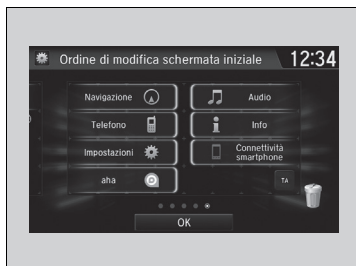 Ordine di modifica schermata iniziale 12:34
Navigazione Audio
Telefono Info
Impostazioni Connettività
smartphone
aha TA
OK